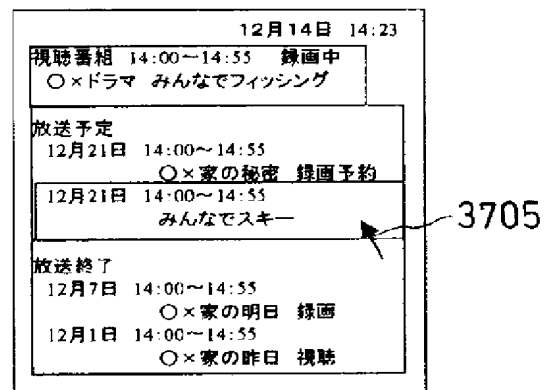 12月14日 14:23
視聴番組 14:00～14:55 録画中
○×ドラマ みんなでフィッシング
放送予定
12月21日 14:00～14:55
○×家の秘密 録画予約
12月21日 14:00～14:55
みんなでスキー
3705
放送終了
12月7日 14:00～14:55
○×家の明日 録画
12月1日 14:00～14:55
○×家の昨日 視聴